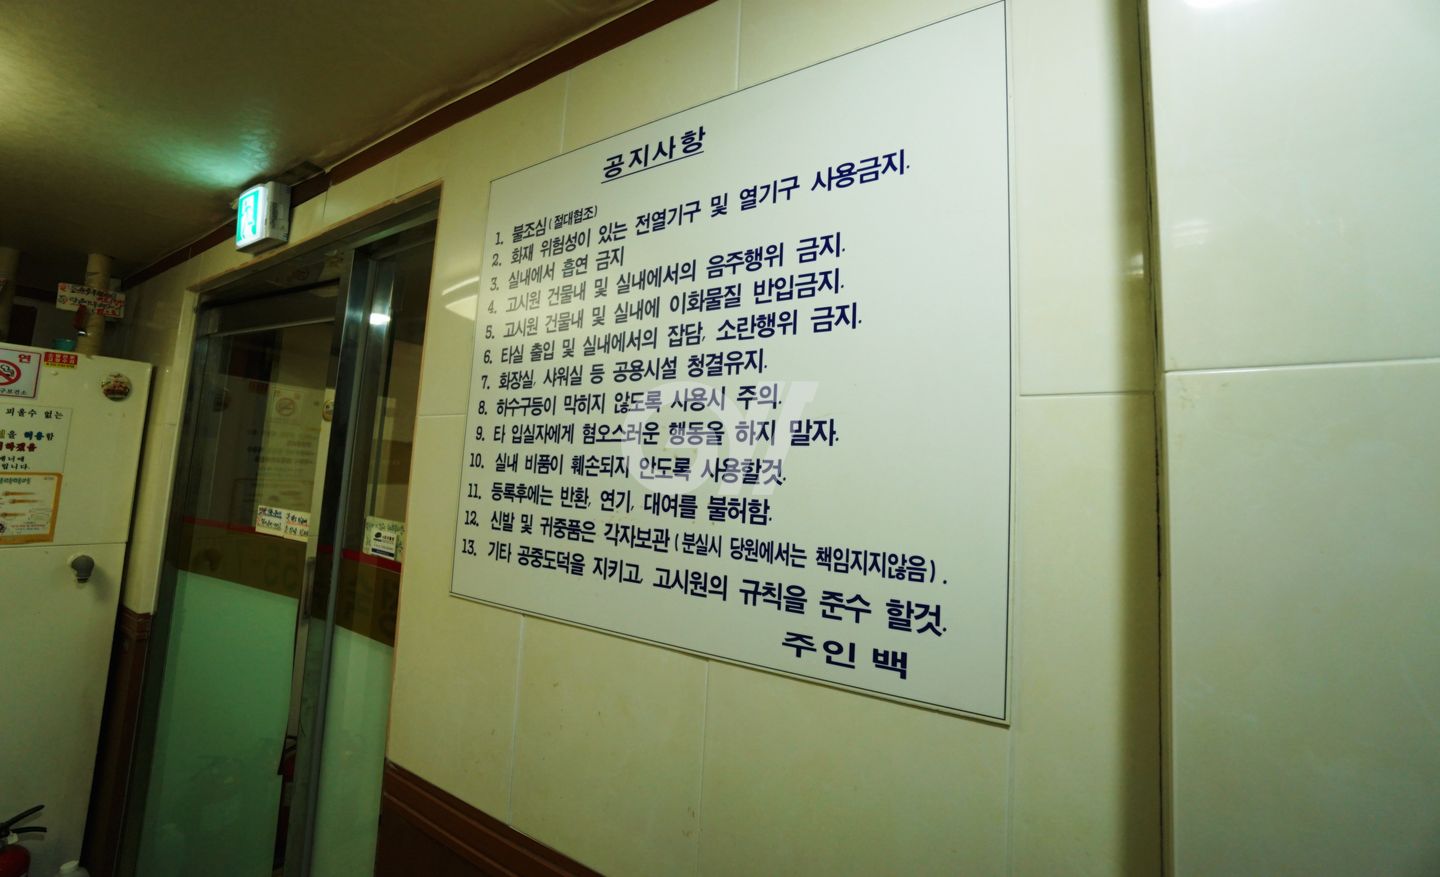 공지사항
1. 불조심(절대협조)
2. 화재 위험성이 있는 전열기구 및 열기구 사용금지.
3. 실내에서 흡연 금지
4. 고시원 건물내 및 실내에서의 음주행위 금지.
5. 고시원 건물내 및 실내에 이화물질 반입금지.
6. 타실 출입 및 실내에서의 잡담, 소란행위 금지.
7. 화장실, 샤워실 등 공용시설 청결유지.
8. 하수구등이 막히지 않도록 사용시 주의.
9. 타 입실자에게 혐오스러운 행동을 하지 말자.
10. 실내 비품이 훼손되지 안도록 사용할것.
11. 등록후에는 반환, 연기, 대여를 불허함.
12. 신발 및 귀중품은 각자보관(분실시 당원에서는 책임지지않음).
13. 기타 공중도덕을 지키고, 고시원의 규칙을 준수 할것.
주인백
연
구보건소
피울수 없는